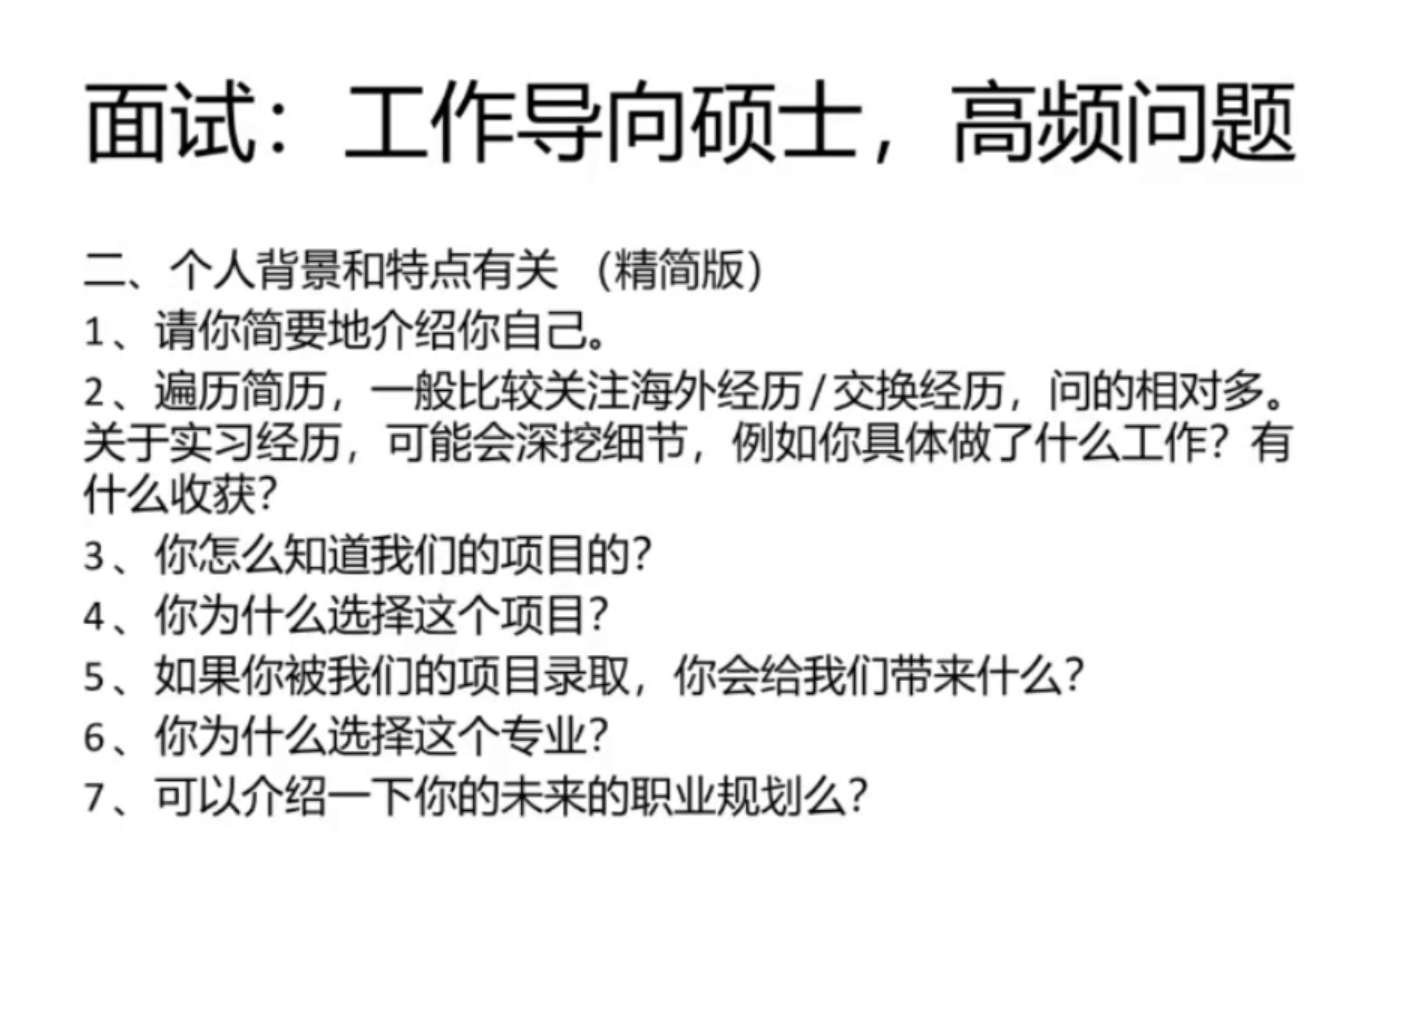 面试：工作导向硕士，高频问题
二、个人背景和特点有关 （精简版）
1、请你简要地介绍你自己。
2、遍历简历，一般比较关注海外经历/交换经历，问的相对多。
关于实习经历，可能会深挖细节，例如你具体做了什么工作？有
什么收获？
3、你怎么知道我们的项目的？
4、你为什么选择这个项目？
5、如果你被我们的项目录取，你会给我们带来什么？
6、你为什么选择这个专业？
7、可以介绍一下你的未来的职业规划么？